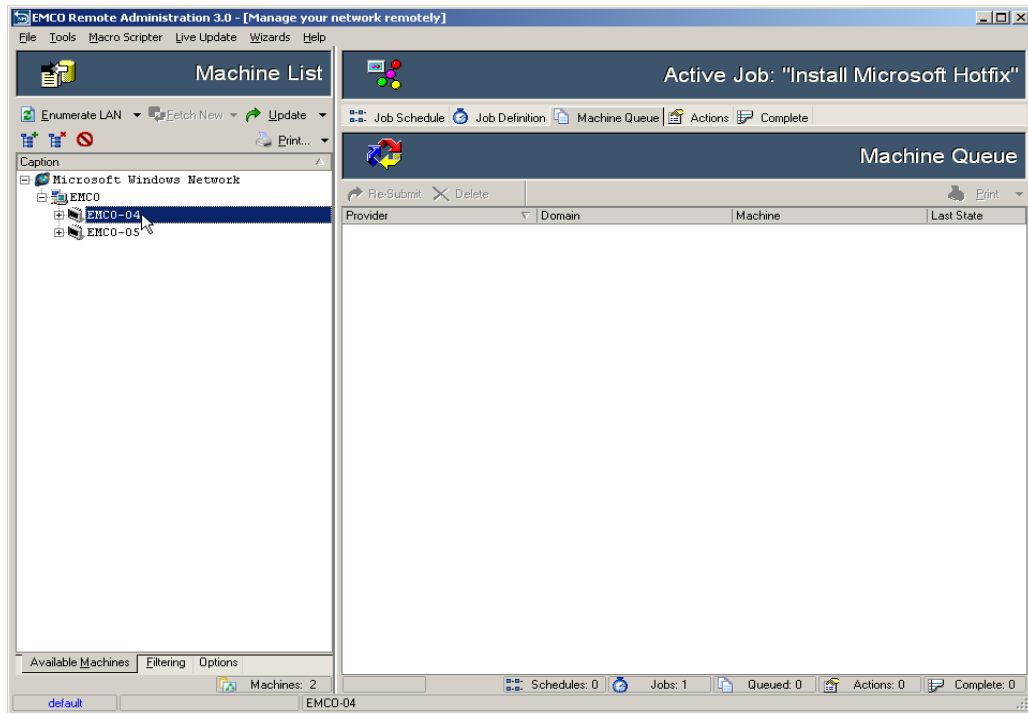 EMCO Remote Administration 3.0 - [Manage your network remotely]
File Tools Macro Scripter Live Update Wizards Help
Machine List
Active Job: "Install Microsoft Hotfix"
Enumerate LAN Fetch New Update
Job Schedule Job Definition Machine Queue Actions Complete
Print...
Machine Queue
Caption
Microsoft Windows Network
EMCO
EMCO-04
EMCO-05
Re-Submit Delete Print
Provider Domain Machine Last State
Available Machines Filtering Options
Machines: 2
Schedules: 0 Jobs: 1 Queued: 0 Actions: 0 Complete: 0
default EMCO-04